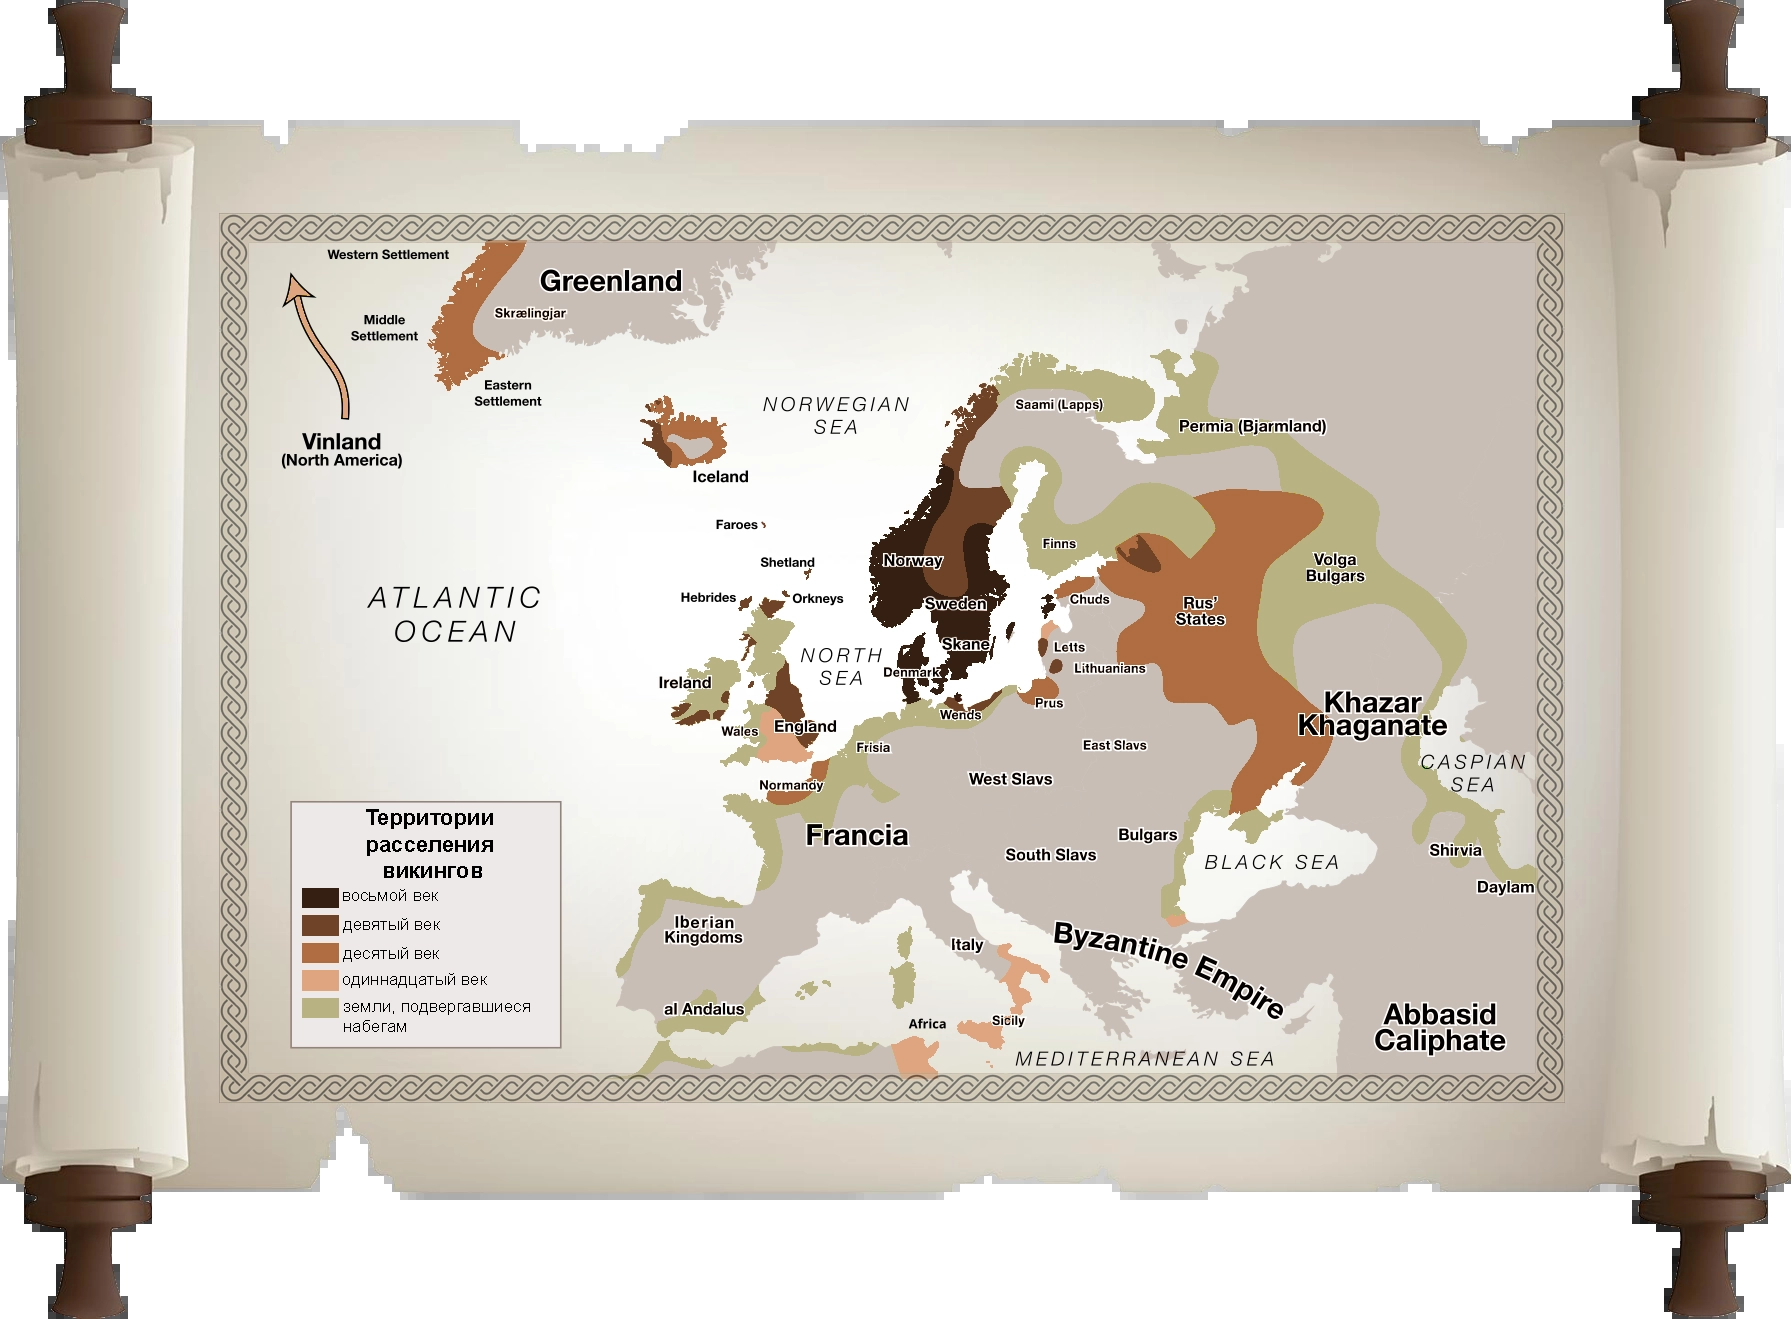 Western Settlement
Greenland
Skrælingjar
Middle
Settlement
Eastern
Settlement
Vinland
(North America)
NORWEGIAN
SEA
Iceland
Faroes
Shetland
Hebrides
Orkneys
ATLANTIC
OCEAN
NORTH
SEA
Saami (Lapps)
Permia (Bjarmland)
Norway
Sweden
Skane
Denmark
Finns
Chuds
Rus'
States
Volga
Bulgars
Letts
Lithuanians
Ireland
Wales
England
Wends
Prus
Frisia
East Slavs
Khazar
Khaganate
CASPIAN
SEA
Normandy
West Slavs
Francia
South Slavs
Bulgars
BLACK SEA
Shirvia
Daylam
Iberian
Kingdoms
Italy
Byzantine Empire
al Andalus
Africa
Sicily
MEDITERRANEAN SEA
Abbasid
Caliphate
Территории
расселения
викингов
восьмой век
девятый век
десятый век
одиннадцатый век
земли, подвергавшиеся
набегам